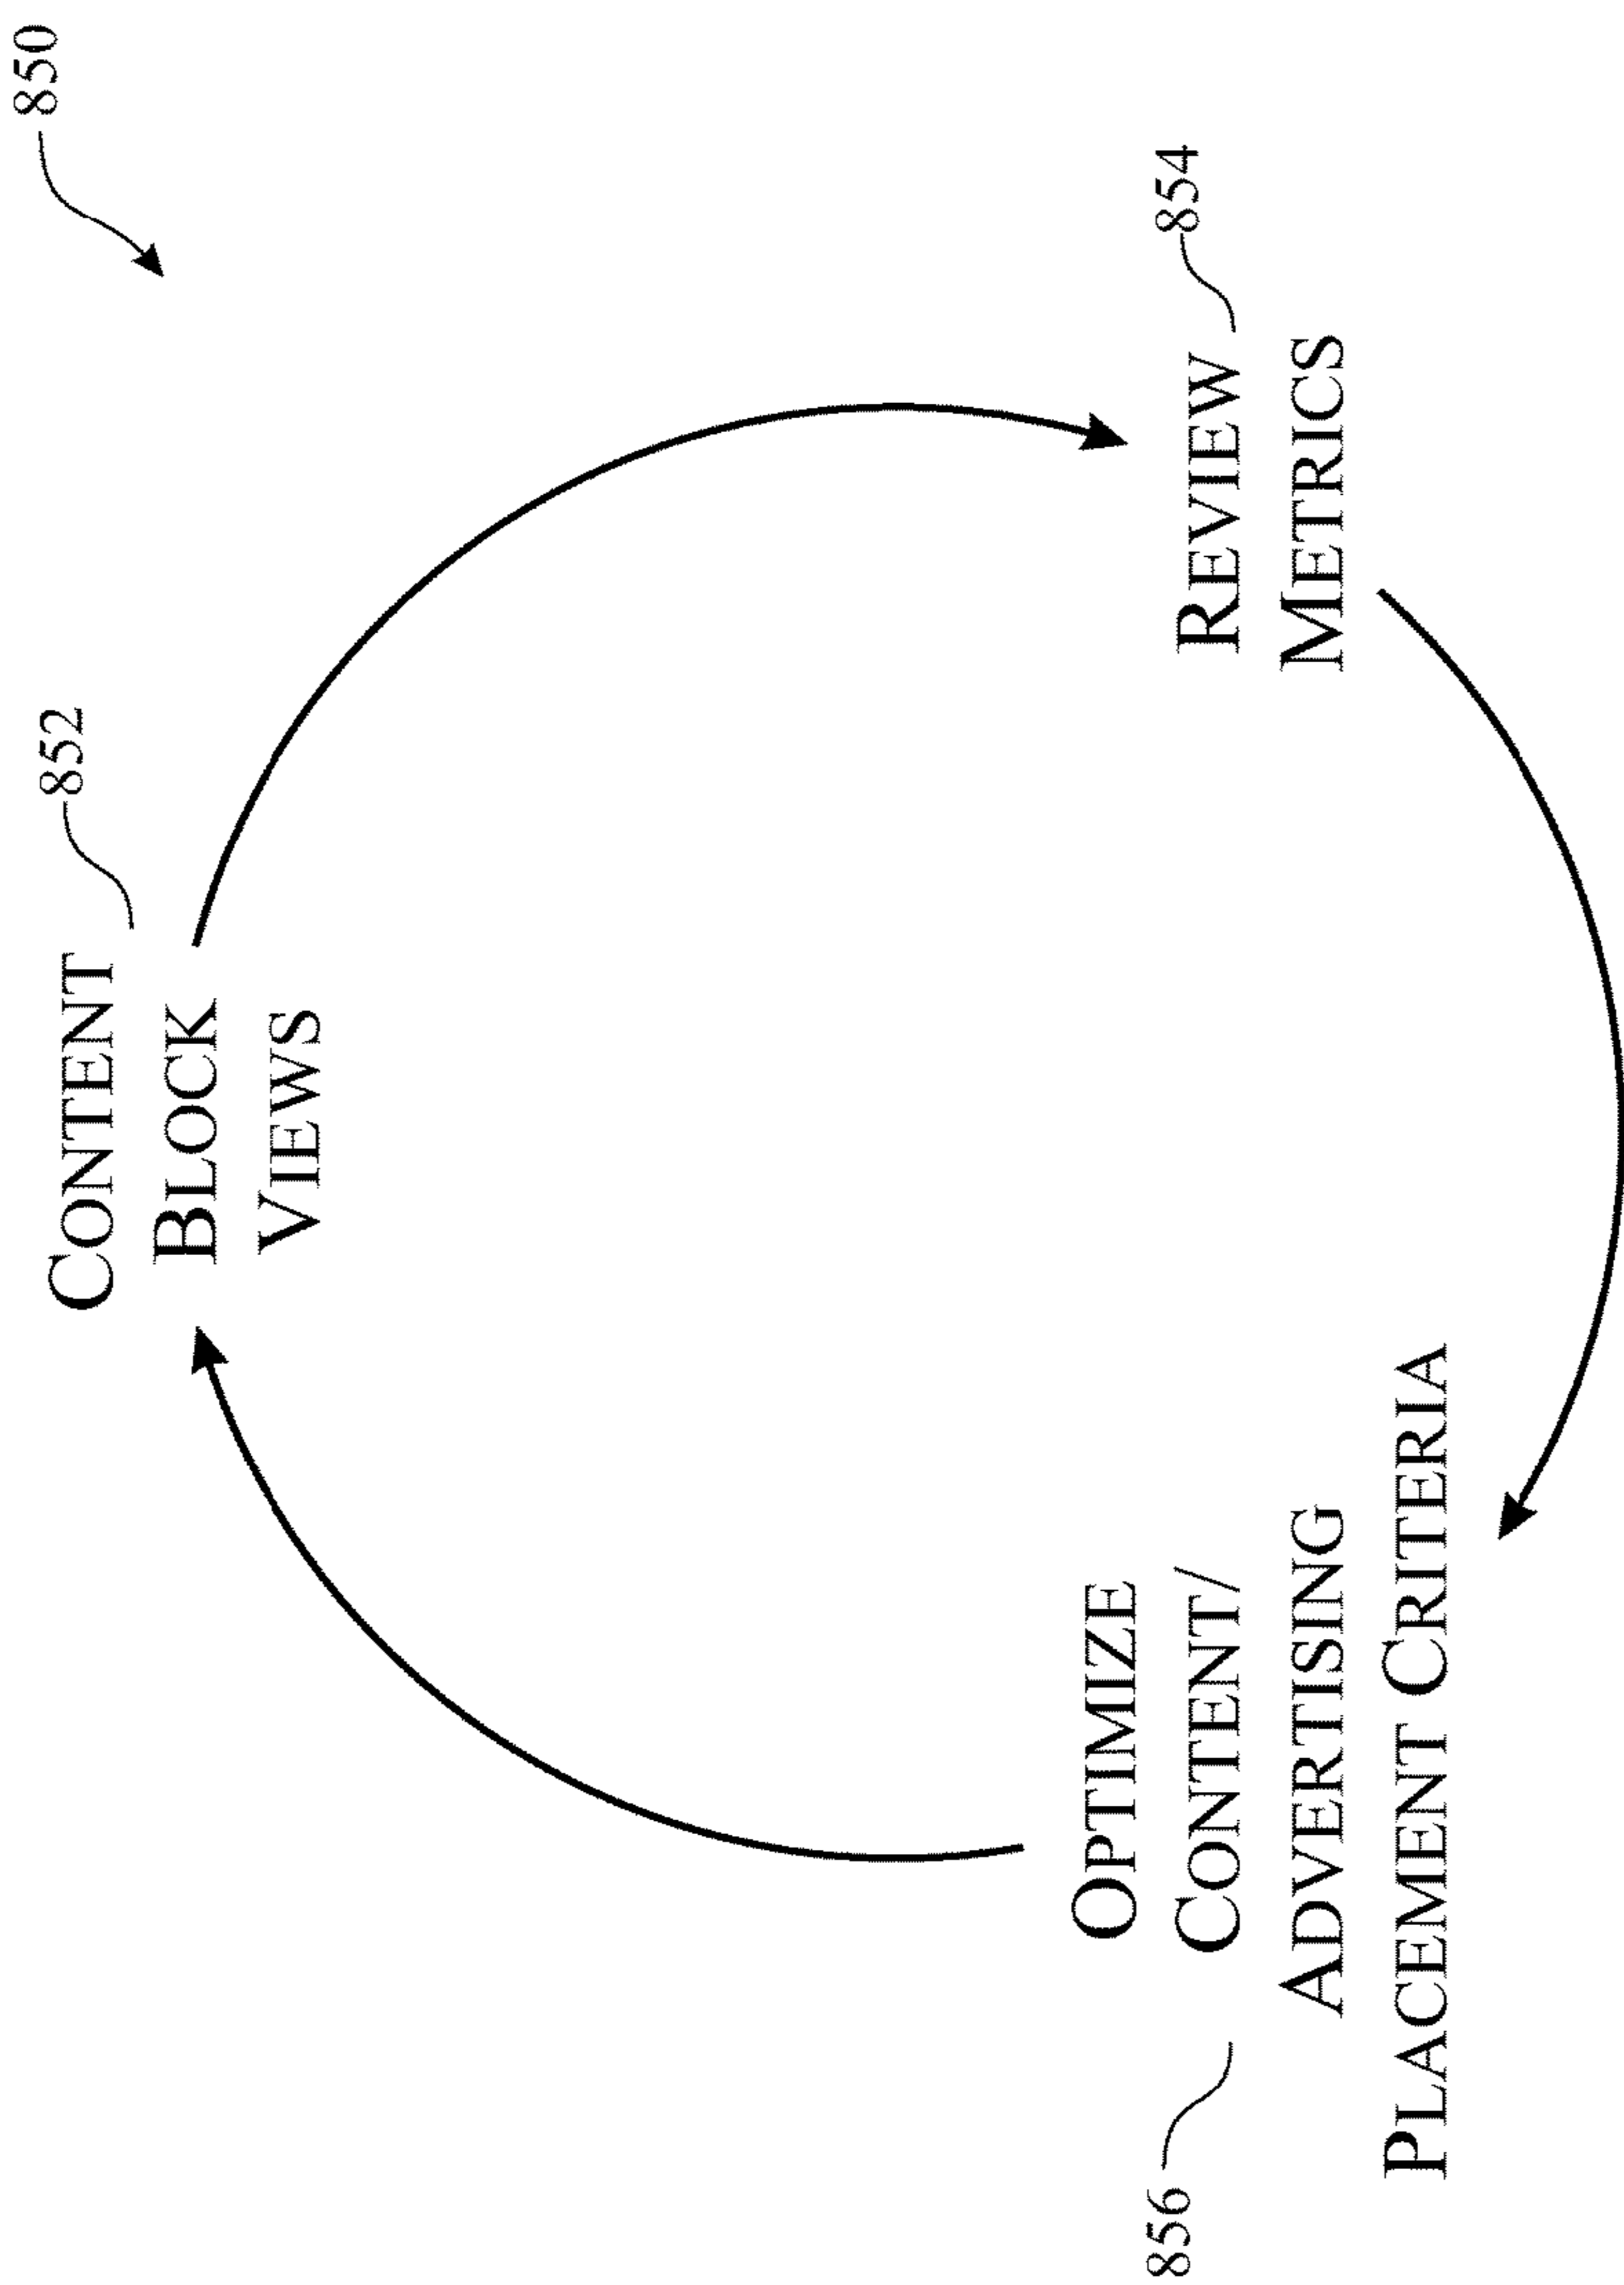 850
852
CONTENT
BLOCK
VIEWS
854
REVIEW
METRICS
856
OPTIMIZE
CONTENT/
ADVERTISING
PLACEMENT CRITERIA